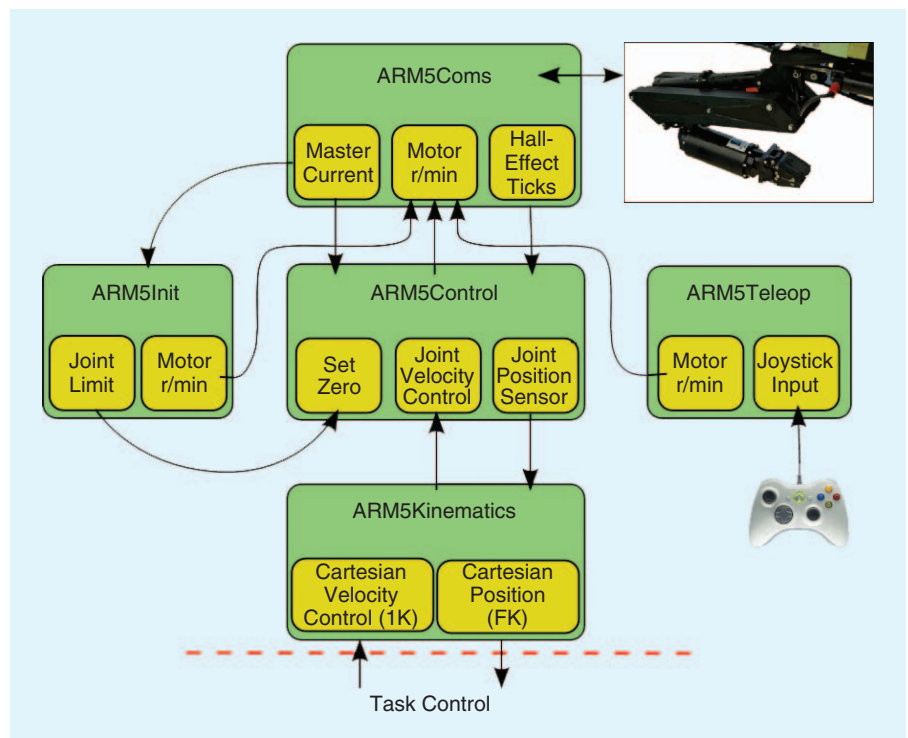 ARM5Coms
Master
Current
Motor
r/min
Hall-
Effect
Ticks
ARM5Init
Joint
Limit
Motor
r/min
ARM5Control
Set
Zero
Joint
Velocity
Control
Joint
Position
Sensor
ARM5Teleop
Motor
r/min
Joystick
Input
ARM5Kinematics
Cartesian
Velocity
Control (1K)
Cartesian
Position
(FK)
Task Control